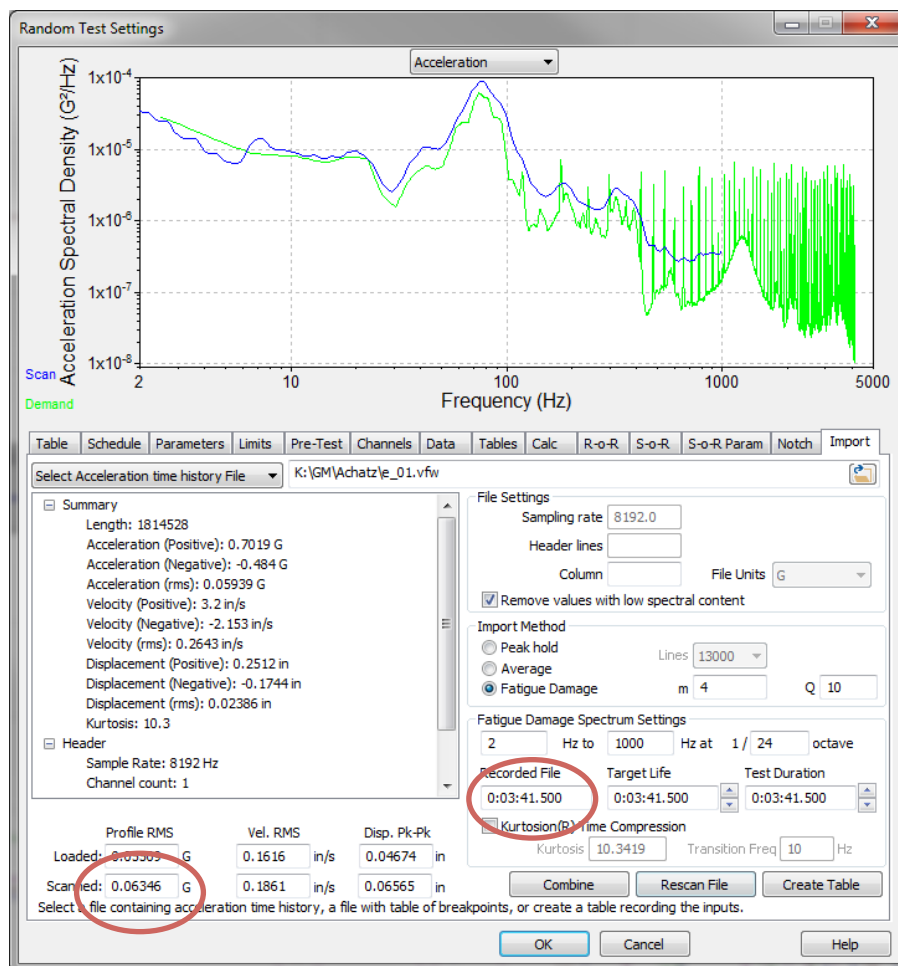 Random Test Settings
Acceleration
Acceleration Spectral Density (G²/Hz)
1x10⁻⁴
1x10⁻⁵
1x10⁻⁶
1x10⁻⁷
1x10⁻⁸
Scan
Demand
2 10 100 1000 5000
Frequency (Hz)
Table Schedule Parameters Limits Pre-Test Channels Data Tables Calc R-o-R S-o-R S-o-R Param Notch Import
Select Acceleration time history File K:\GM\Achatz\e_01.vfw
Summary
Length: 1814528
Acceleration (Positive): 0.7019 G
Acceleration (Negative): -0.484 G
Acceleration (rms): 0.05939 G
Velocity (Positive): 3.2 in/s
Velocity (Negative): -2.153 in/s
Velocity (rms): 0.2643 in/s
Displacement (Positive): 0.2512 in
Displacement (Negative): -0.1744 in
Displacement (rms): 0.02386 in
Kurtosis: 10.3
Header
Sample Rate: 8192 Hz
Channel count: 1
File Settings
Sampling rate 8192.0
Header lines
Column File Units G
Remove values with low spectral content
Import Method
Peak hold
Average
Fatigue Damage
Lines 13000
m 4 Q 10
Fatigue Damage Spectrum Settings
2 Hz to 1000 Hz at 1 / 24 octave
Recorded File Target Life Test Duration
0:03:41.500 0:03:41.500 0:03:41.500
Kurtosion(R) Time Compression
Kurtosis 10.3419 Transition Freq 10 Hz
Profile RMS Vel. RMS Disp. Pk-Pk
Loaded: G 0.1616 in/s 0.04674 in
Scanned: 0.06346 G 0.1861 in/s 0.06565 in
Combine Rescan File Create Table
Select a file containing acceleration time history, a file with table of breakpoints, or create a table recording the inputs.
OK Cancel Help